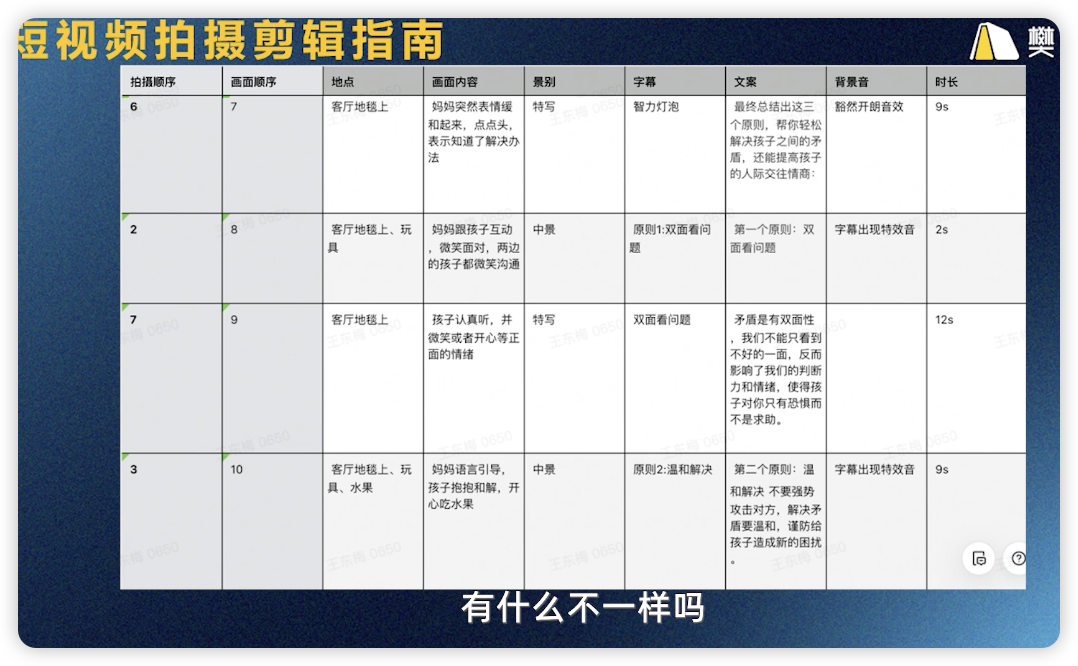 短视频拍摄剪辑指南
樊
拍摄顺序 画面顺序 地点 画面内容 景别 字幕 文案 背景音 时长
6 7 客厅地毯上 妈妈突然表情缓 特写 智力灯泡 最终总结出这三 豁然开朗音效 9s
和起来，点点头， 个原则，帮你轻松
表示知道了解决办 解决孩子之间的矛
法 盾，还能提高孩子
的人际交往情商：
2 8 客厅地毯上、玩 妈妈跟孩子互动 中景 原则1:双面看问 第一个原则：双 字幕出现特效音 2s
具 ，微笑面对，两边 题 面看问题
的孩子都微笑沟通
7 9 客厅地毯上 孩子认真听，并 特写 双面看问题 矛盾是有双面性 12s
微笑或者开心等正 ，我们不能只看到
面的情绪 不好的一面，反而
影响了我们的判断
力和情绪，使得孩
子对你只有恐惧而
不是求助。
3 10 客厅地毯上、玩 妈妈语言引导， 中景 原则2:温和解决 第二个原则：温 字幕出现特效音 9s
具、水果 孩子抱抱和解，开 和解决 不要强势
心吃水果 攻击对方，解决矛
盾要温和，谨防给
孩子造成新的困扰
。
王东梅 0650
有什么不一样吗